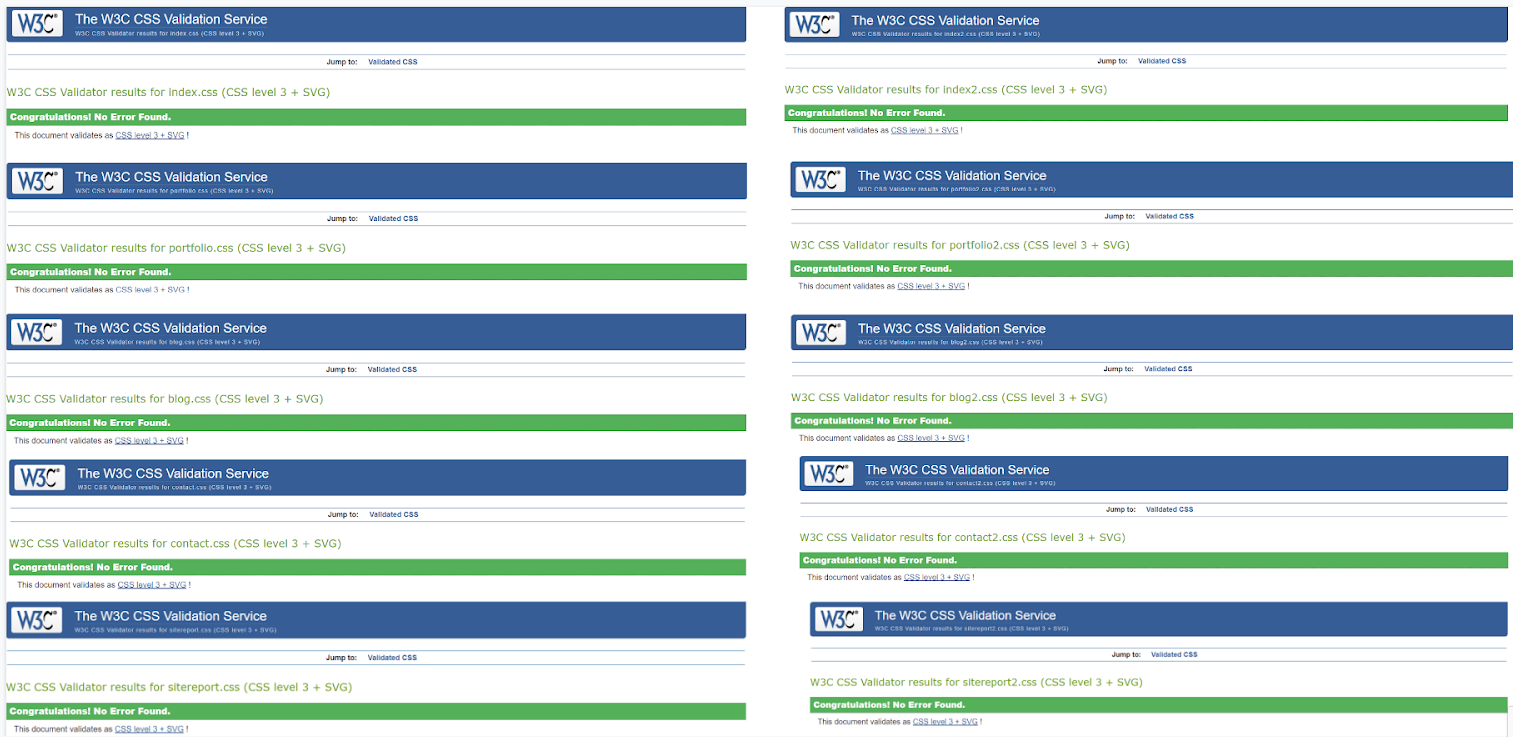 W3C®
The W3C CSS Validation Service
W3C CSS Validator results for index.css (CSS level 3 + SVG)
Jump to: Validated CSS
W3C CSS Validator results for index.css (CSS level 3 + SVG)
Congratulations! No Error Found.
This document validates as CSS level 3 + SVG !
W3C®
The W3C CSS Validation Service
W3C CSS Validator results for portfolio.css (CSS level 3 + SVG)
Jump to: Validated CSS
W3C CSS Validator results for portfolio.css (CSS level 3 + SVG)
Congratulations! No Error Found.
This document validates as CSS level 3 + SVG !
W3C®
The W3C CSS Validation Service
W3C CSS Validator results for blog.css (CSS level 3 + SVG)
Jump to: Validated CSS
W3C CSS Validator results for blog.css (CSS level 3 + SVG)
Congratulations! No Error Found.
This document validates as CSS level 3 + SVG !
W3C®
The W3C CSS Validation Service
W3C CSS Validator results for contact.css (CSS level 3 + SVG)
Jump to: Validated CSS
W3C CSS Validator results for contact.css (CSS level 3 + SVG)
Congratulations! No Error Found.
This document validates as CSS level 3 + SVG !
W3C®
The W3C CSS Validation Service
W3C CSS Validator results for sitereport.css (CSS level 3 + SVG)
Jump to: Validated CSS
W3C CSS Validator results for sitereport.css (CSS level 3 + SVG)
Congratulations! No Error Found.
This document validates as CSS level 3 + SVG !
W3C®
The W3C CSS Validation Service
W3C CSS Validator results for index2.css (CSS level 3 + SVG)
Jump to: Validated CSS
W3C CSS Validator results for index2.css (CSS level 3 + SVG)
Congratulations! No Error Found.
This document validates as CSS level 3 + SVG !
W3C®
The W3C CSS Validation Service
W3C CSS Validator results for portfolio2.css (CSS level 3 + SVG)
Jump to: Validated CSS
W3C CSS Validator results for portfolio2.css (CSS level 3 + SVG)
Congratulations! No Error Found.
This document validates as CSS level 3 + SVG !
W3C®
The W3C CSS Validation Service
W3C CSS Validator results for blog2.css (CSS level 3 + SVG)
Jump to: Validated CSS
W3C CSS Validator results for blog2.css (CSS level 3 + SVG)
Congratulations! No Error Found.
This document validates as CSS level 3 + SVG !
W3C®
The W3C CSS Validation Service
W3C CSS Validator results for contact2.css (CSS level 3 + SVG)
Jump to: Validated CSS
W3C CSS Validator results for contact2.css (CSS level 3 + SVG)
Congratulations! No Error Found.
This document validates as CSS level 3 + SVG !
W3C®
The W3C CSS Validation Service
W3C CSS Validator results for sitereport2.css (CSS level 3 + SVG)
Jump to: Validated CSS
W3C CSS Validator results for sitereport2.css (CSS level 3 + SVG)
Congratulations! No Error Found.
This document validates as CSS level 3 + SVG !